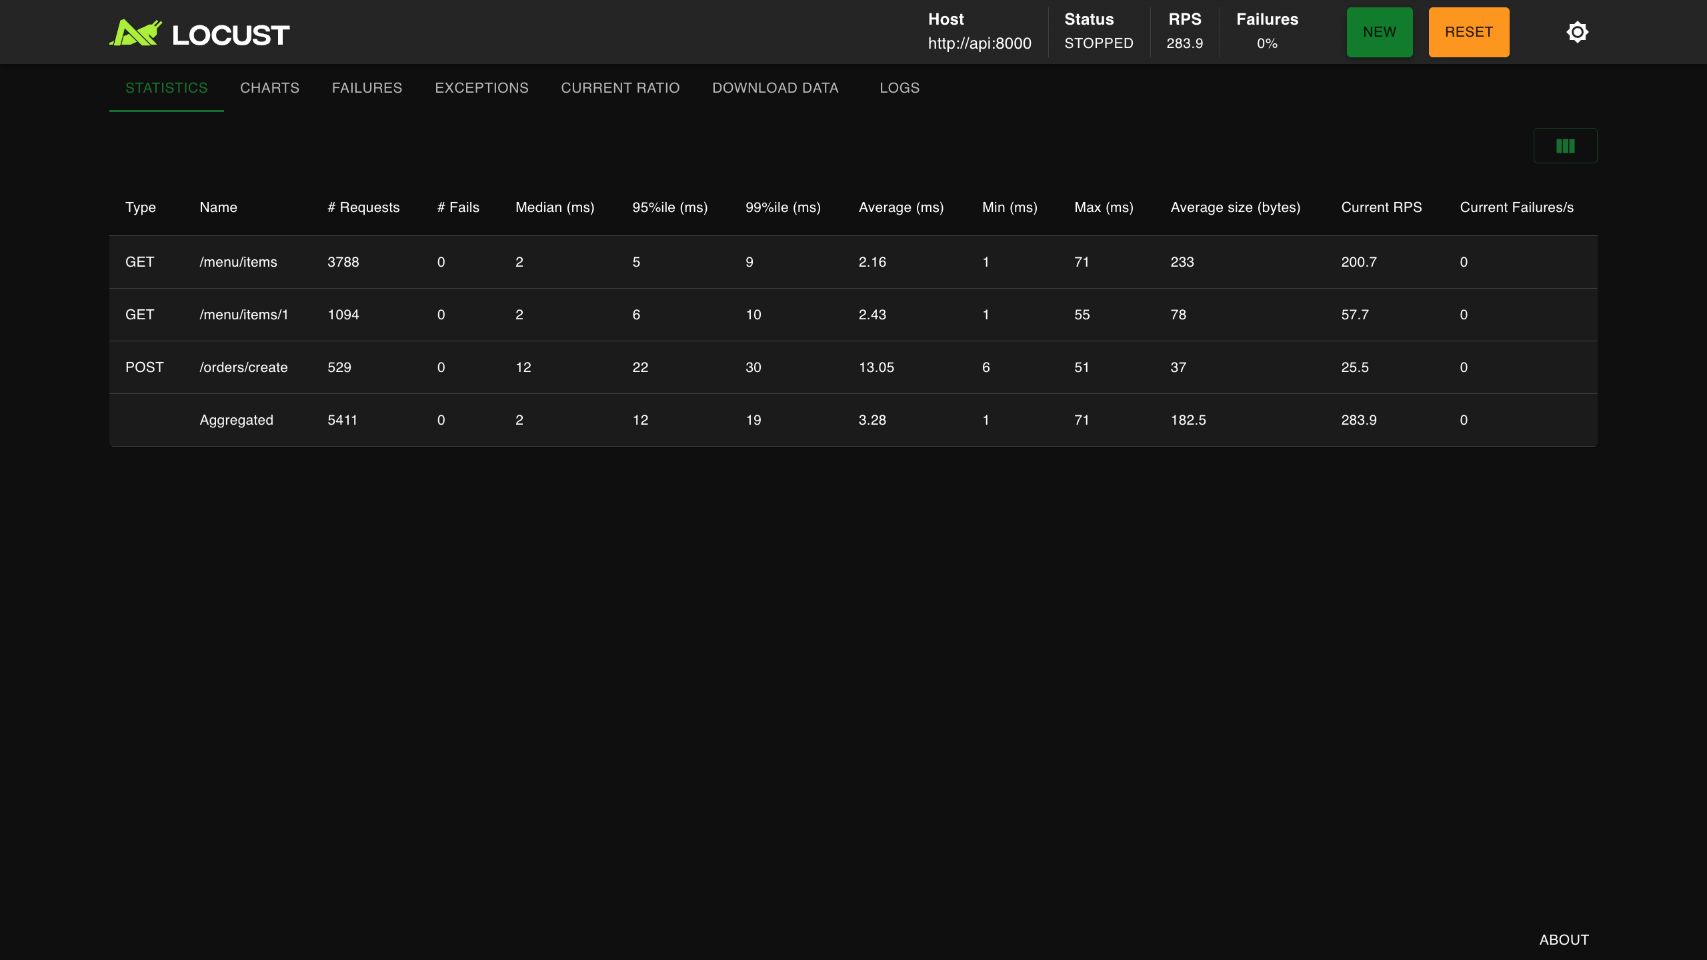 LOCUST
Host
http://api:8000
Status
STOPPED
RPS
283.9
Failures
0%
NEW
RESET
STATISTICS CHARTS FAILURES EXCEPTIONS CURRENT RATIO DOWNLOAD DATA LOGS
Type Name # Requests # Fails Median (ms) 95%ile (ms) 99%ile (ms) Average (ms) Min (ms) Max (ms) Average size (bytes) Current RPS Current Failures/s
GET /menu/items 3788 0 2 5 9 2.16 1 71 233 200.7 0
GET /menu/items/1 1094 0 2 6 10 2.43 1 55 78 57.7 0
POST /orders/create 529 0 12 22 30 13.05 6 51 37 25.5 0
Aggregated 5411 0 2 12 19 3.28 1 71 182.5 283.9 0
ABOUT